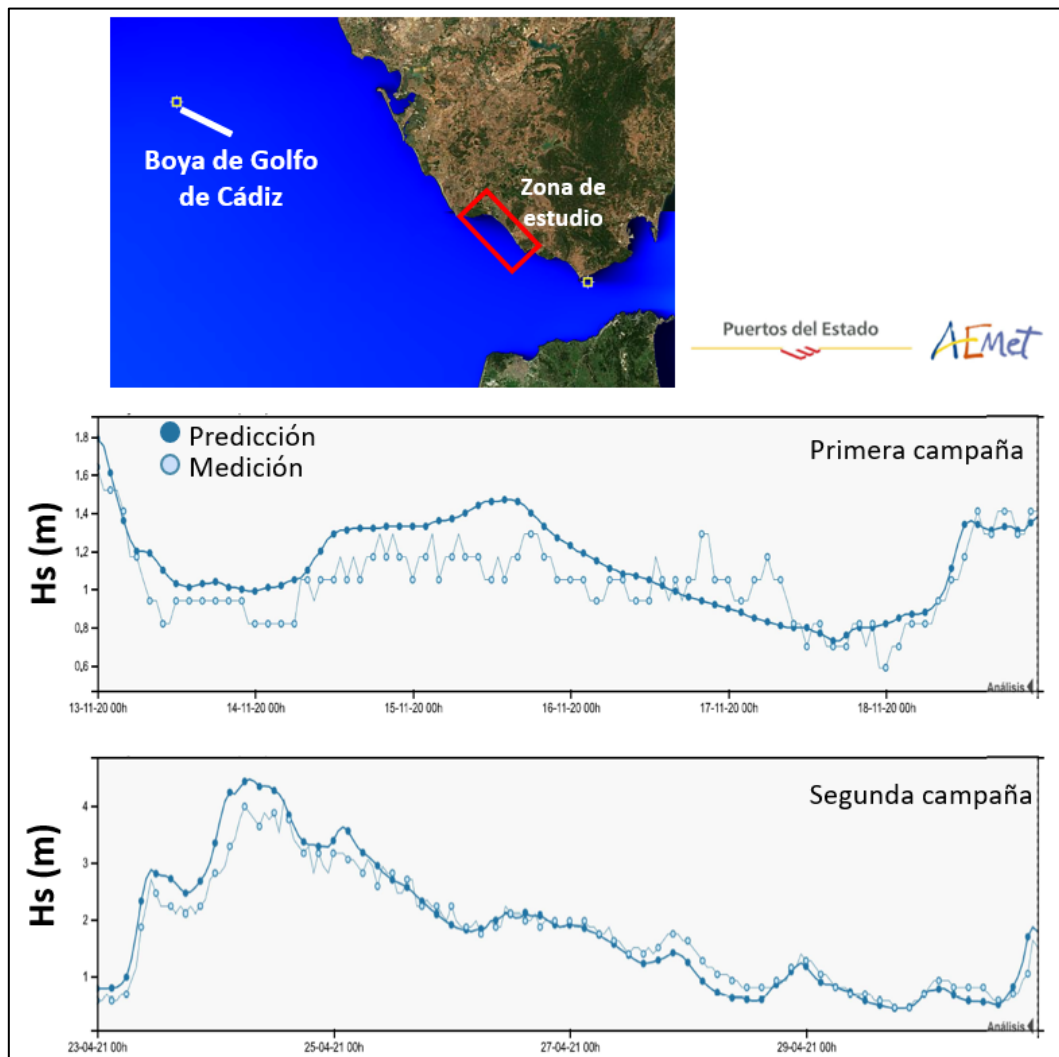 Boya de Golfo
de Cádiz
Zona de
estudio
Puertos del Estado
AEMet
Predicción
Medición
Primera campaña
Hs (m)
1,8
1,6
1,4
1,2
1
0,8
0,6
Análisis
13-11-20 00h
14-11-20 00h
15-11-20 00h
16-11-20 00h
17-11-20 00h
18-11-20 00h
Segunda campaña
Hs (m)
4
3
2
1
Análisis
23-04-21 00h
25-04-21 00h
27-04-21 00h
29-04-21 00h